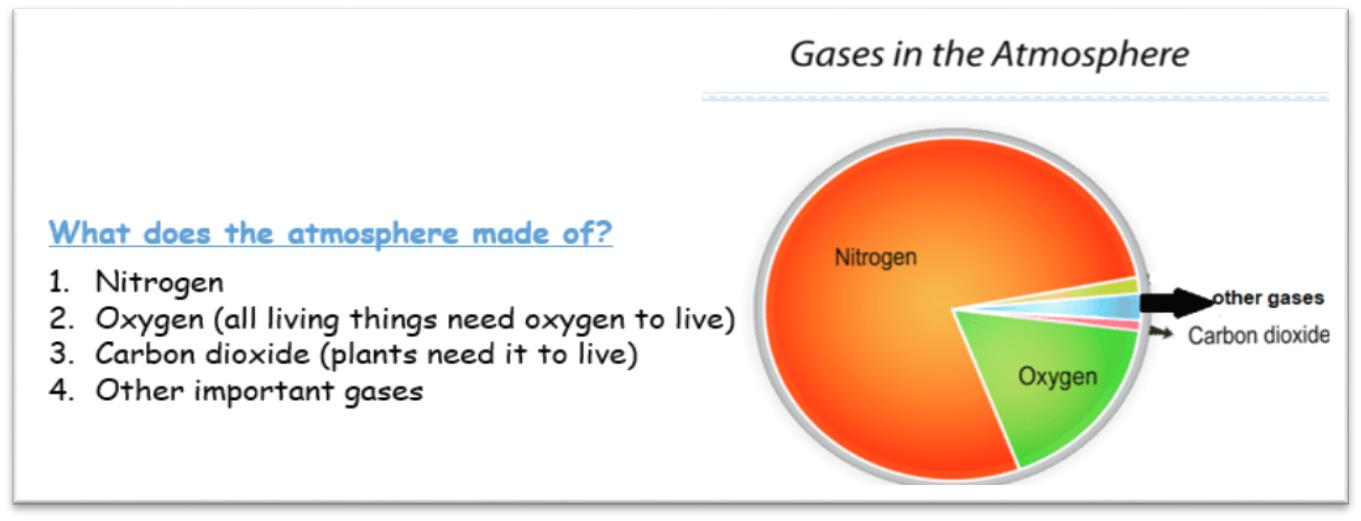 Gases in the Atmosphere
What does the atmosphere made of?
1. Nitrogen
2. Oxygen (all living things need oxygen to live)
3. Carbon dioxide (plants need it to live)
4. Other important gases
Nitrogen
other gases
Carbon dioxide
Oxygen